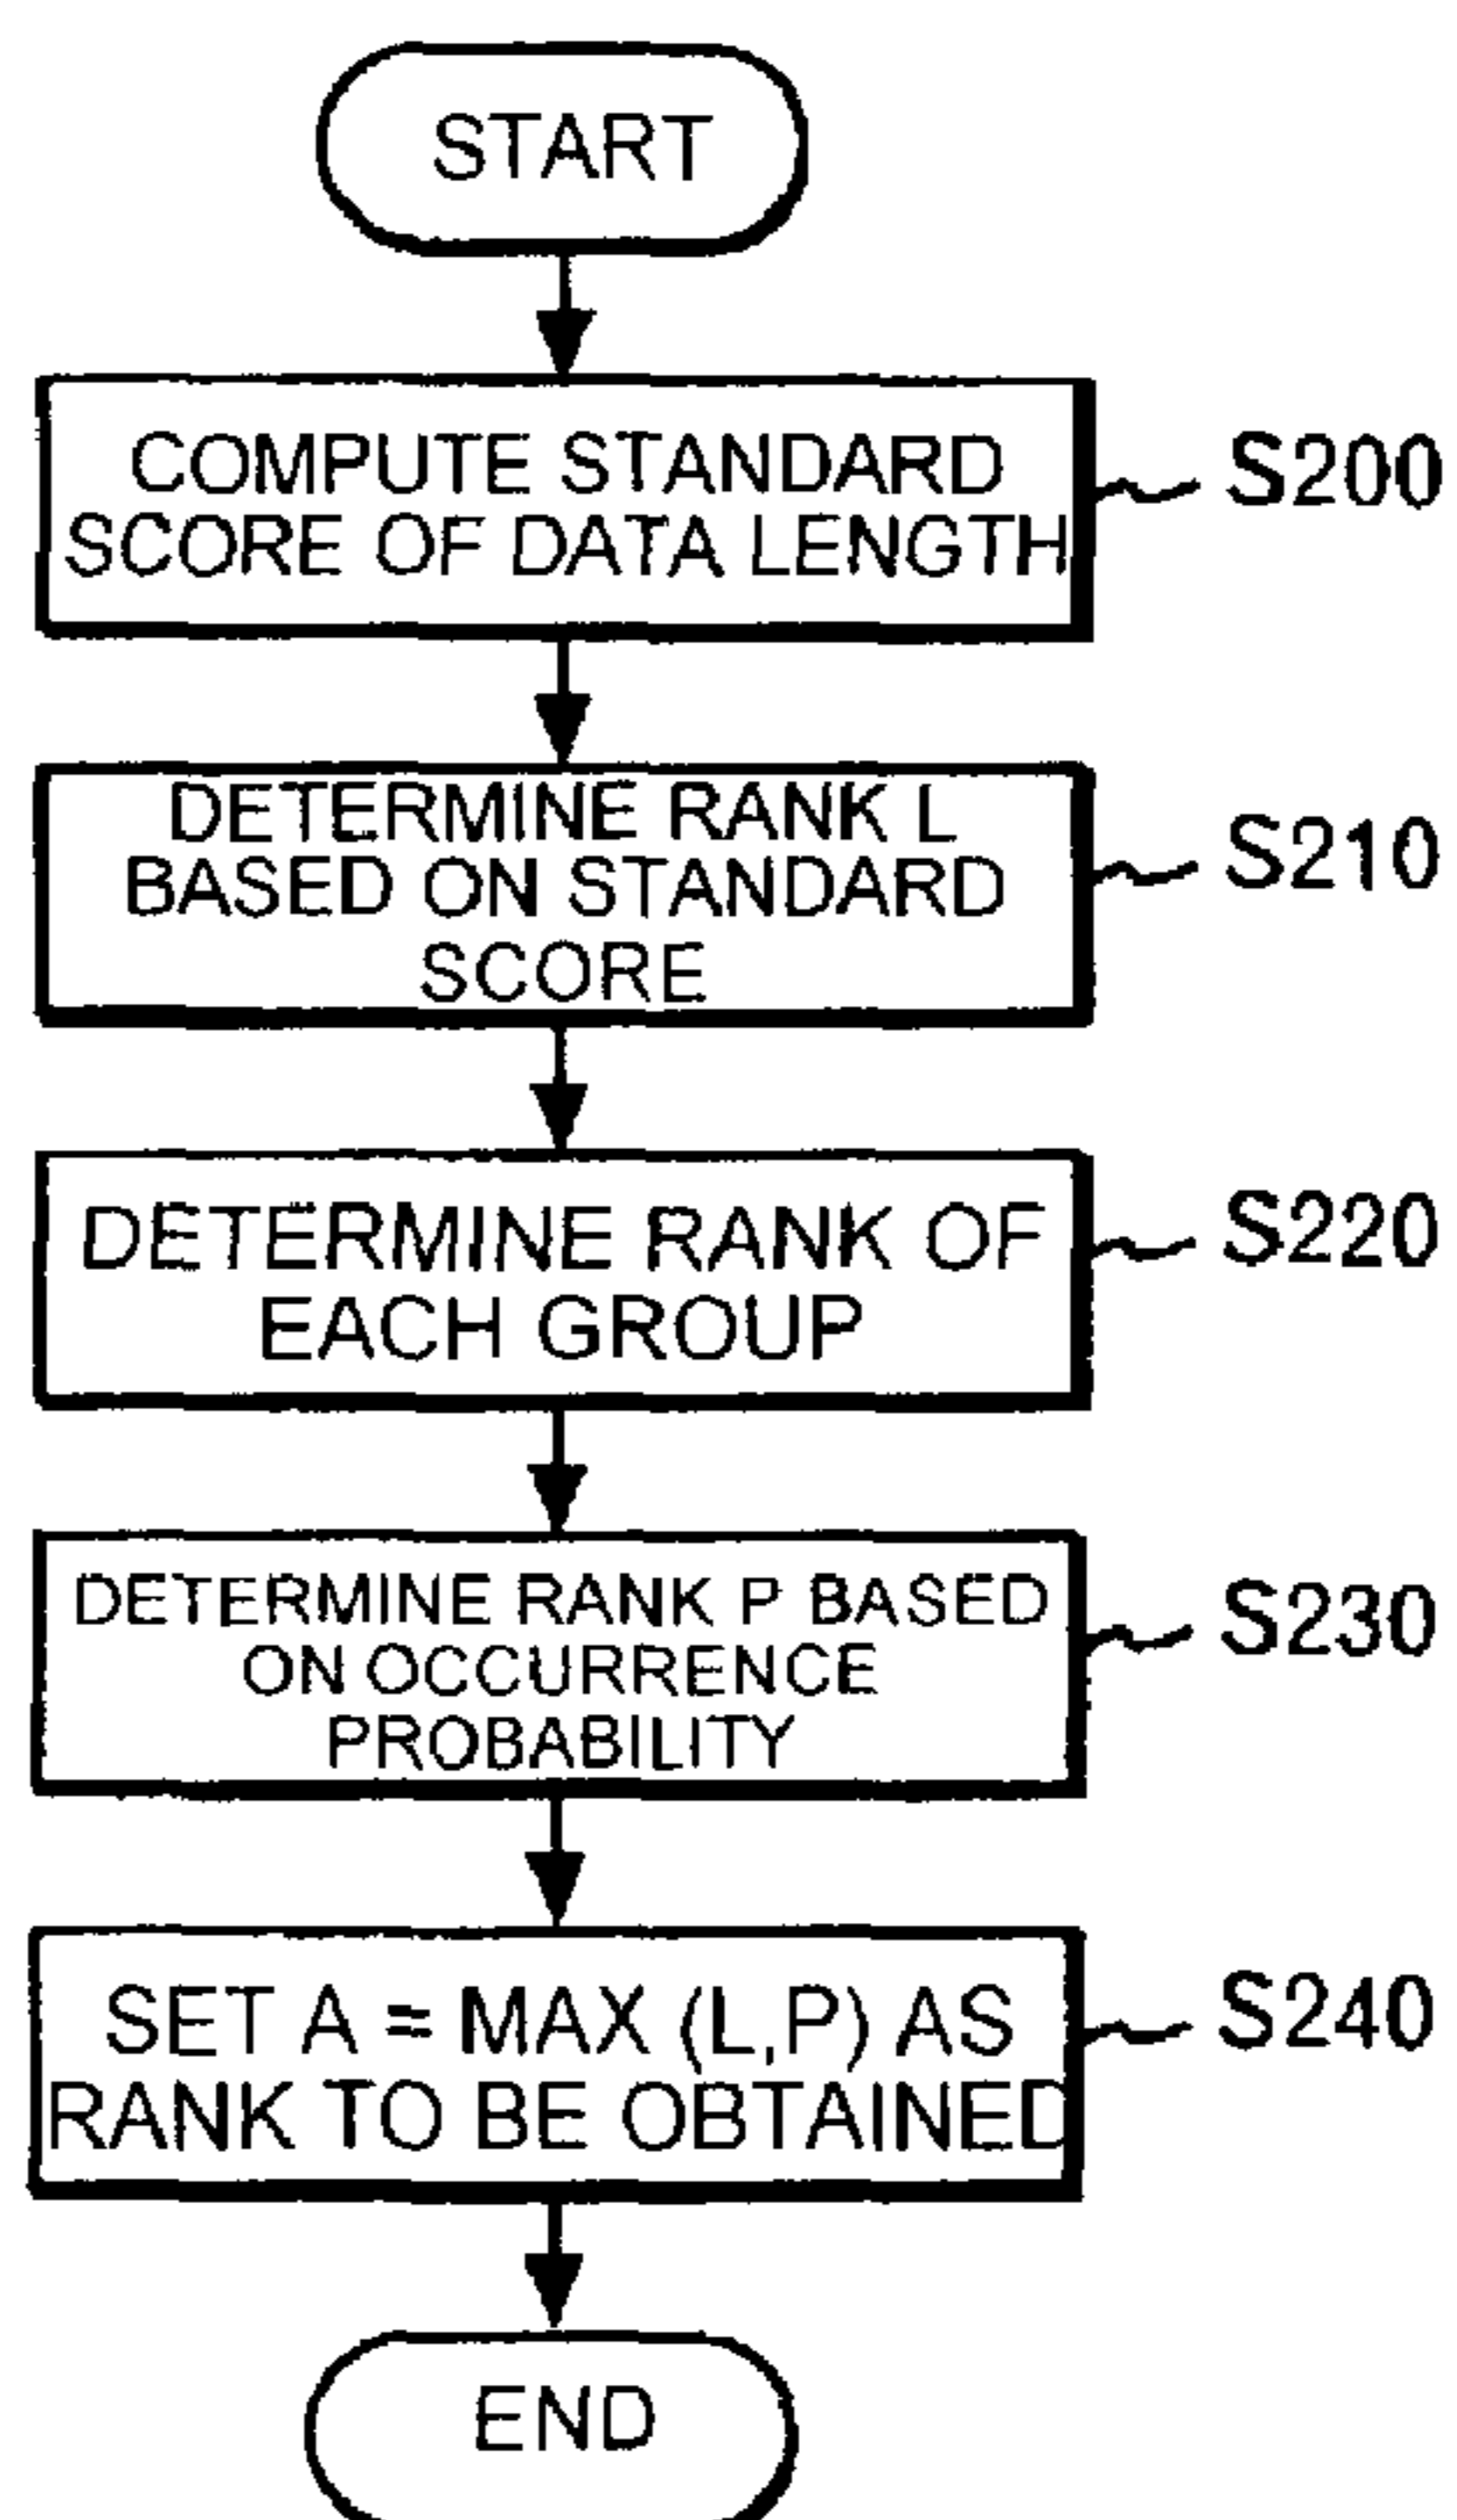 START
COMPUTE STANDARD
SCORE OF DATA LENGTH
S200
DETERMINE RANK L
BASED ON STANDARD
SCORE
S210
DETERMINE RANK OF
EACH GROUP
S220
DETERMINE RANK P BASED
ON OCCURRENCE
PROBABILITY
S230
SET A = MAX (L,P) AS
RANK TO BE OBTAINED
S240
END